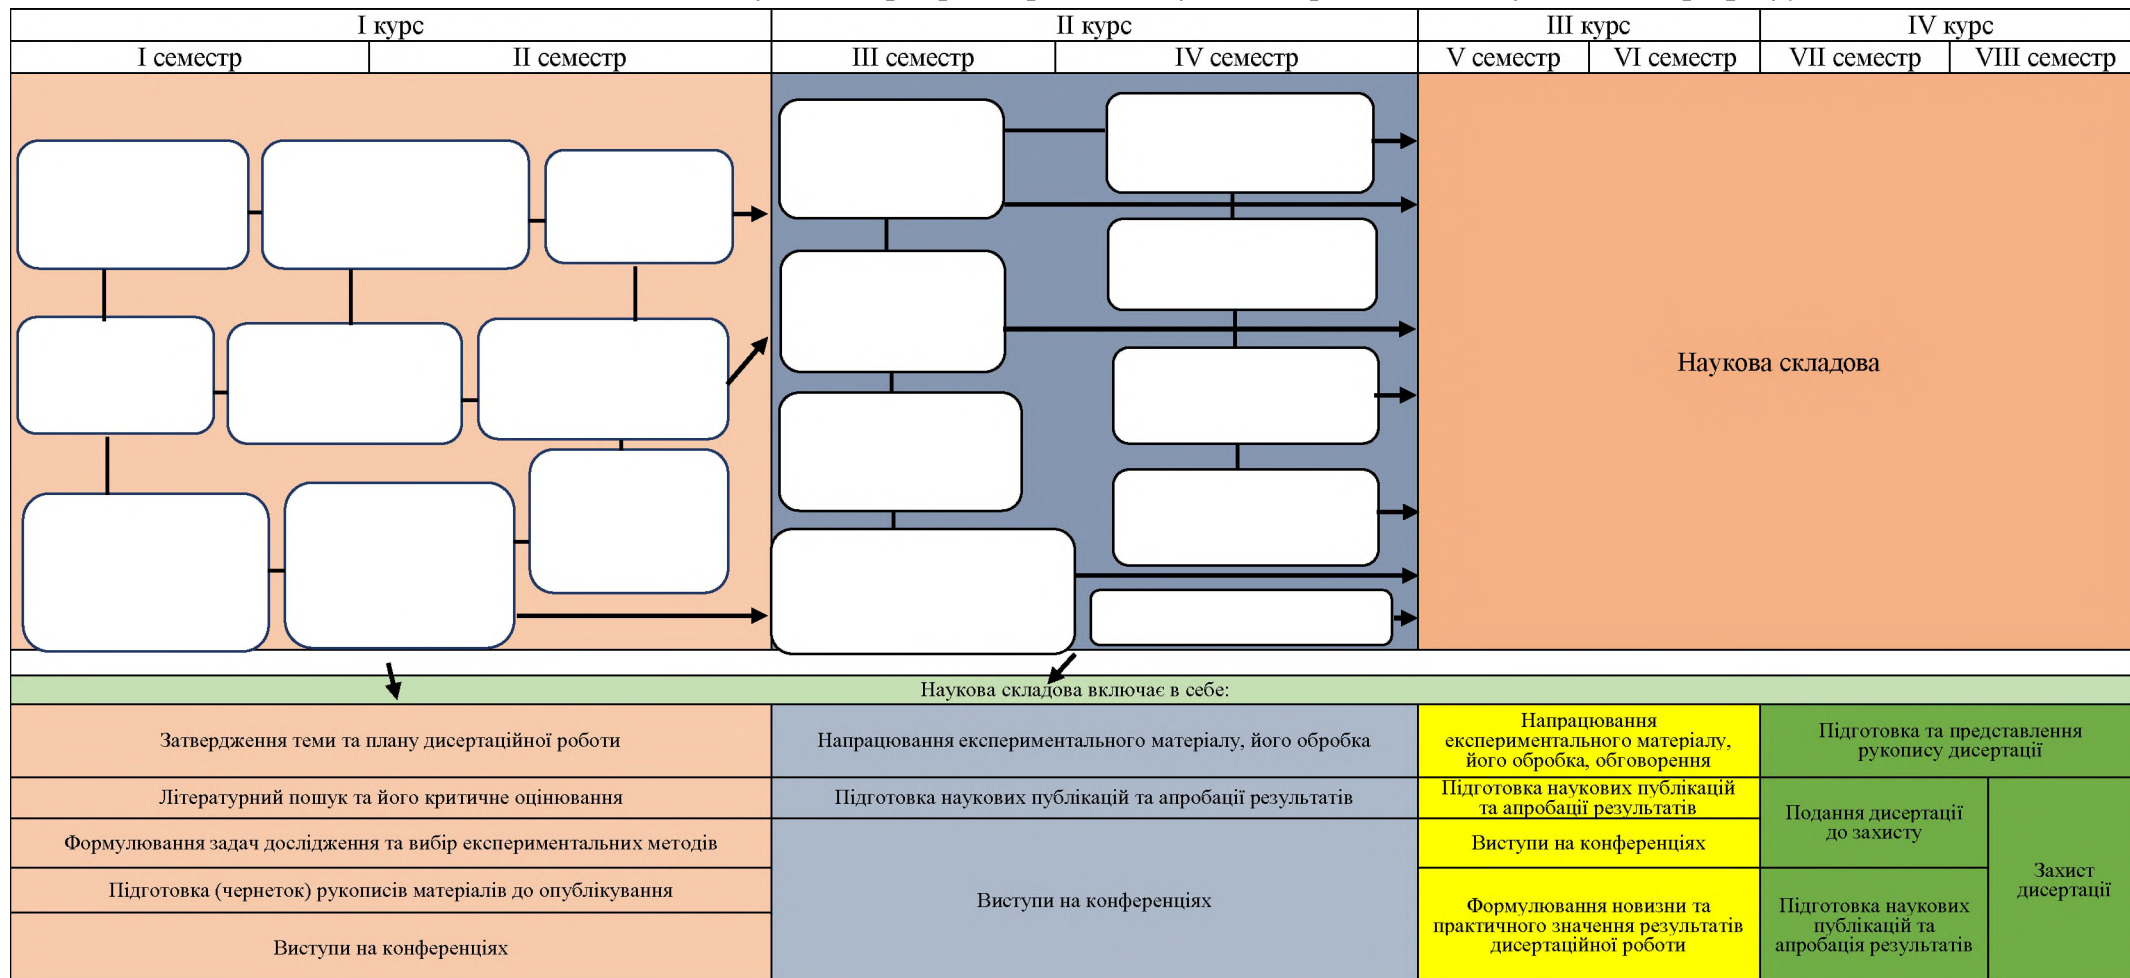 I курс
II курс
III курс
IV курс
I семестр
II семестр
III семестр
IV семестр
V семестр
VI семестр
VII семестр
VIII семестр
Наукова складова
Наукова складова включає в себе:
Затвердження теми та плану дисертаційної роботи
Напрацювання експериментального матеріалу, його обробка
Напрацювання
експериментального матеріалу,
його обробка, обговорення
Підготовка та представлення
рукопису дисертації
Літературний пошук та його критичне оцінювання
Підготовка наукових публікацій та апробації результатів
Підготовка наукових публікацій
та апробації результатів
Подання дисертації
до захисту
Формулювання задач дослідження та вибір експериментальних методів
Виступи на конференціях
Виступи на конференціях
Захист
дисертації
Підготовка (чернеток) рукописів матеріалів до опублікування
Формулювання новизни та
практичного значення результатів
дисертаційної роботи
Підготовка наукових
публікацій та
апробація результатів
Виступи на конференціях